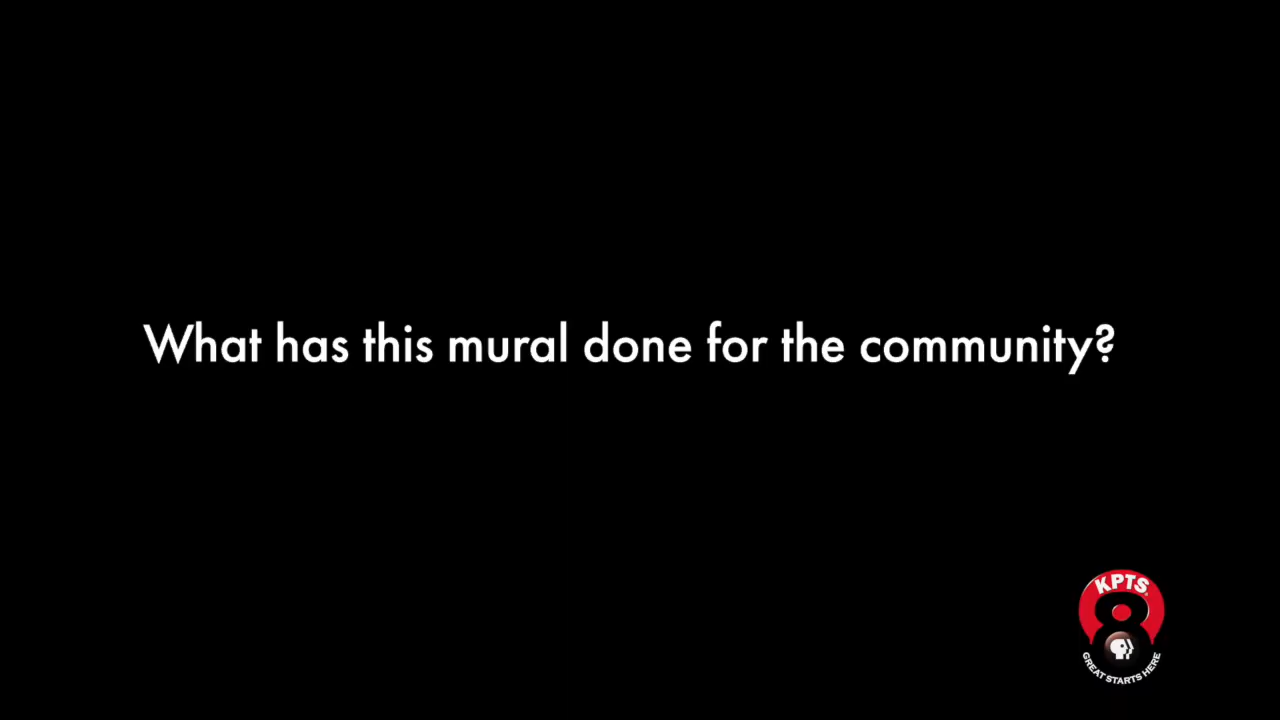 What has this mural done for the community?
KPTS
8
GREAT STARTS HERE